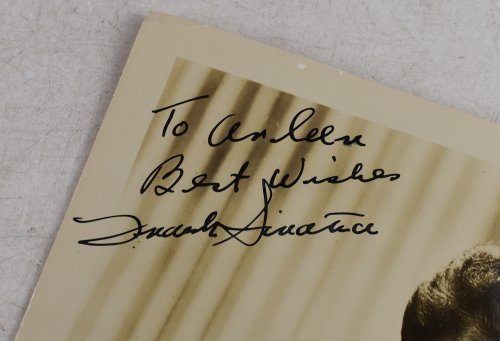 To Arleen
Best Wishes
Frank Sinatra